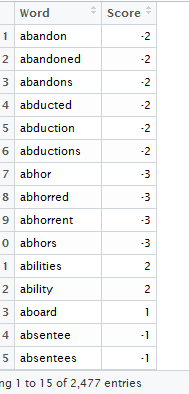 Word Score
1 abandon -2
2 abandoned -2
3 abandons -2
4 abducted -2
5 abduction -2
6 abductions -2
7 abhor -3
8 abhorred -3
9 abhorrent -3
0 abhors -3
1 abilities 2
2 ability 2
3 aboard 1
4 absentee -1
5 absentees -1
ng 1 to 15 of 2,477 entries